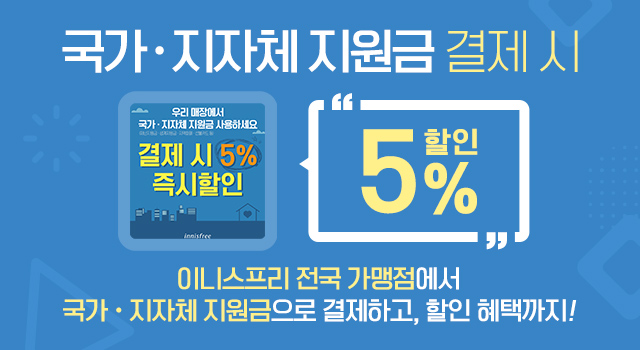 국가·지자체 지원금 결제 시
우리 매장에서
국가·지자체 지원금 사용하세요
결제 시 5%
즉시할인
innisfree
“
5% 할인
”
이니스프리 전국 가맹점에서
국가·지자체 지원금으로 결제하고, 할인 혜택까지!